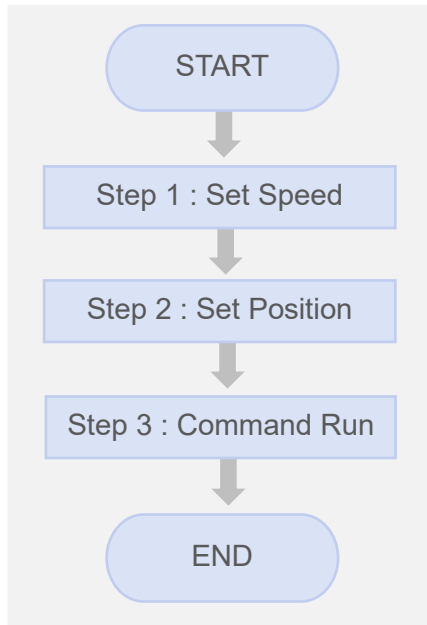 START
Step 1 : Set Speed
Step 2 : Set Position
Step 3 : Command Run
END